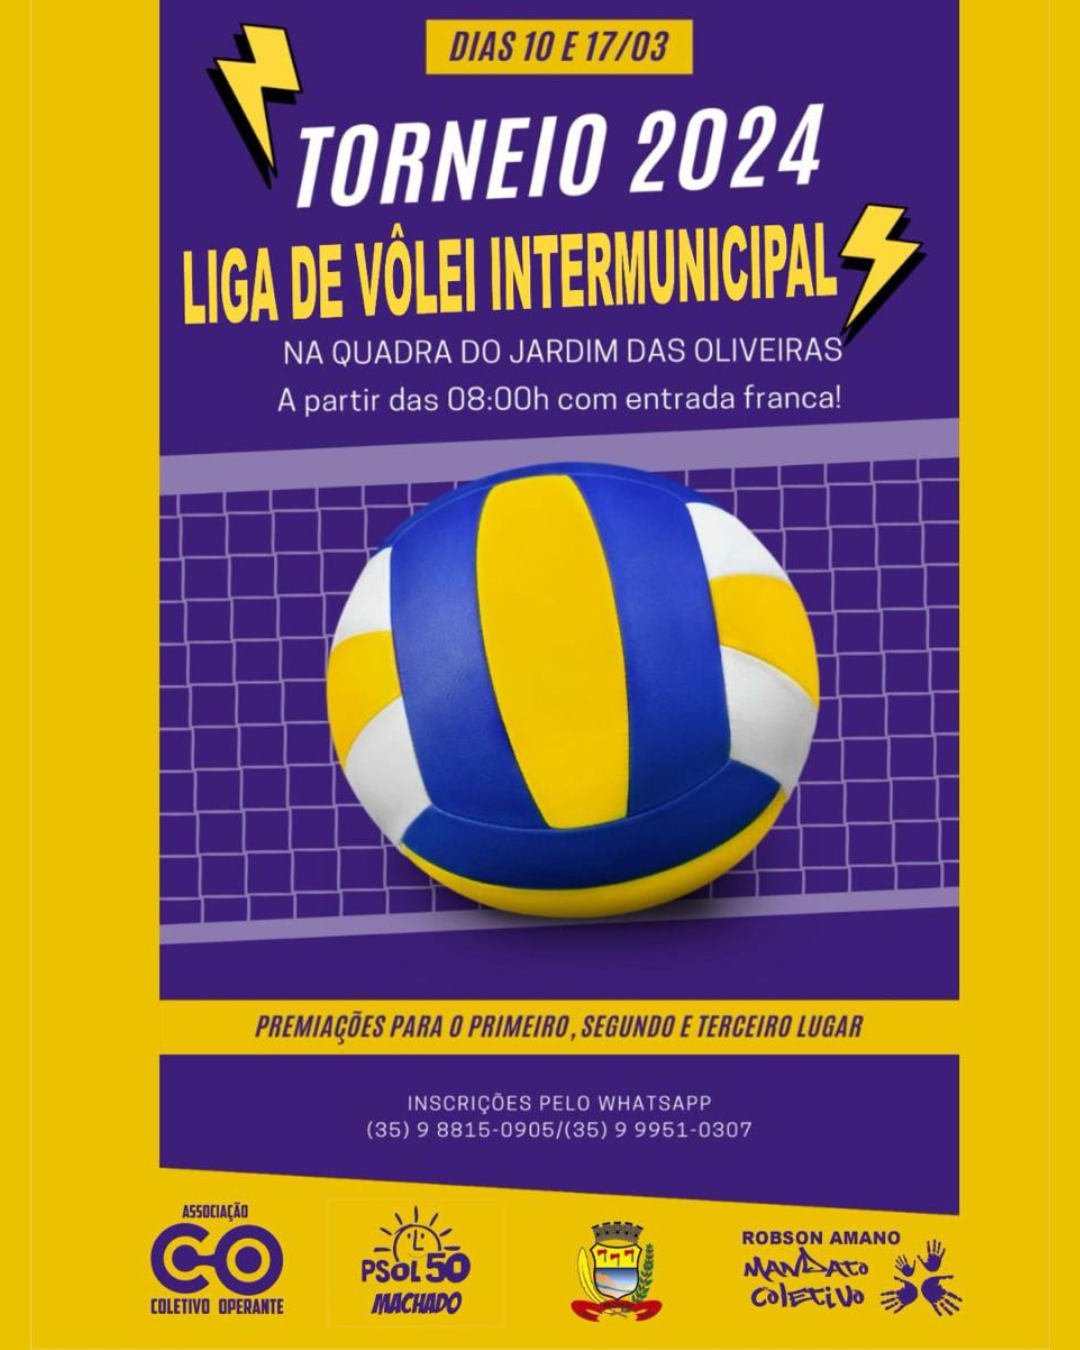 DIAS 10 E 17/03
TORNEIO 2024
LIGA DE VÔLEI INTERMUNICIPAL
NA QUADRA DO JARDIM DAS OLIVEIRAS
A partir das 08:00h com entrada franca!
PREMIAÇÕES PARA O PRIMEIRO, SEGUNDO E TERCEIRO LUGAR
INSCRIÇÕES PELO WHATSAPP
(35) 9 8815-0905/(35) 9 9951-0307
ASSOCIAÇÃO
CO
COLETIVO OPERANTE
PSOL 50
MACHADO
ROBSON AMANO
MANDATO
COLETIVO